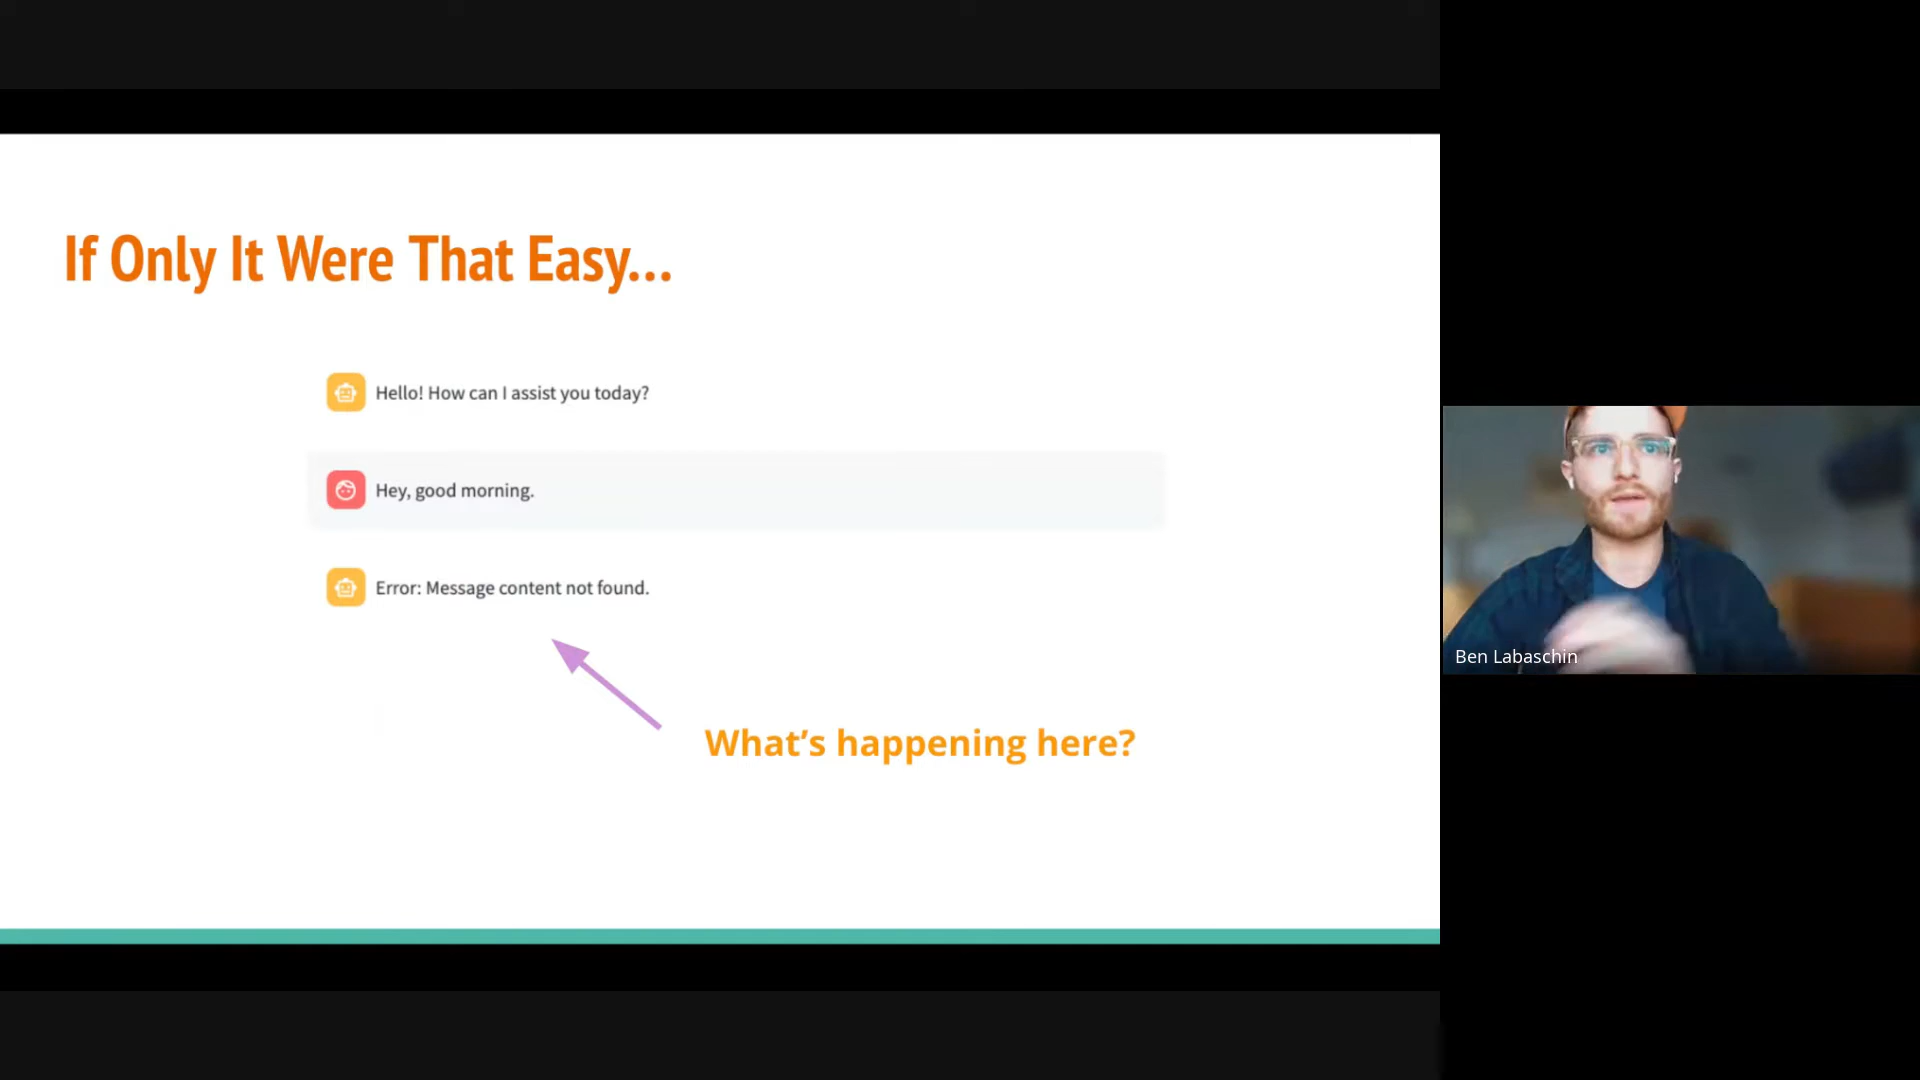 If Only It Were That Easy...
Hello! How can I assist you today?
Hey, good morning.
Error: Message content not found.
What's happening here?
Ben Labaschin